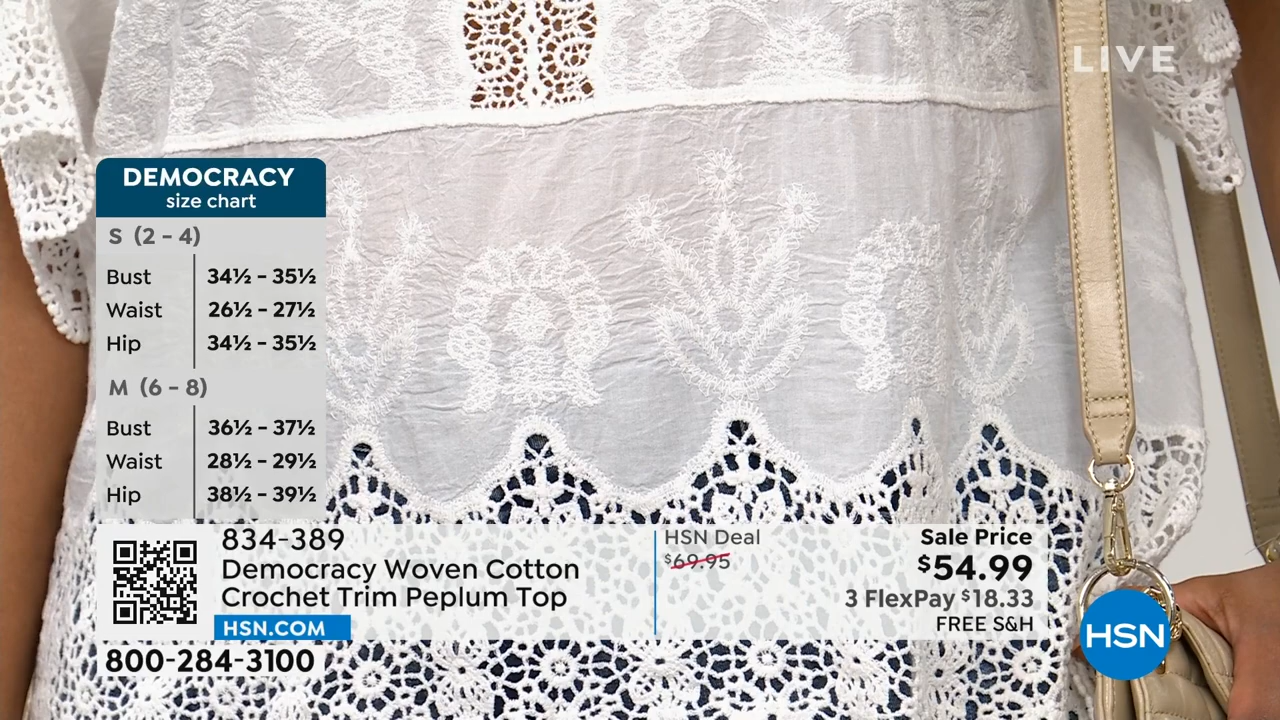 LIVE
DEMOCRACY
size chart
S (2 - 4)
Bust 34½ - 35½
Waist 26½ - 27½
Hip 34½ - 35½
M (6 - 8)
Bust 36½ - 37½
Waist 28½ - 29½
Hip 38½ - 39½
834-389
Democracy Woven Cotton
Crochet Trim Peplum Top
HSN.COM
800-284-3100
HSN Deal
$69.95
Sale Price
$54.99
3 FlexPay $18.33
FREE S&H
HSN